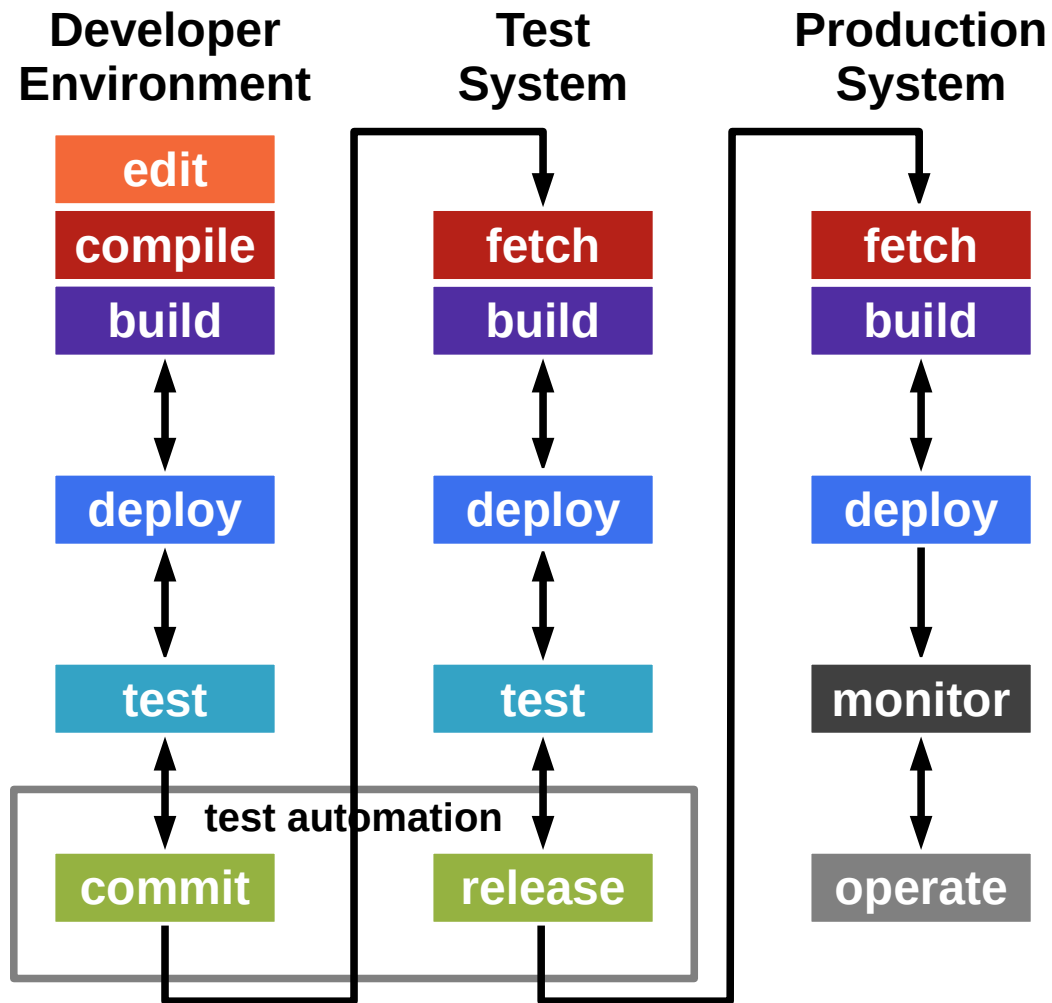 Developer
Environment
edit
compile
build
deploy
test
commit
Test
System
fetch
build
deploy
test
release
test automation
Production
System
fetch
build
deploy
monitor
operate